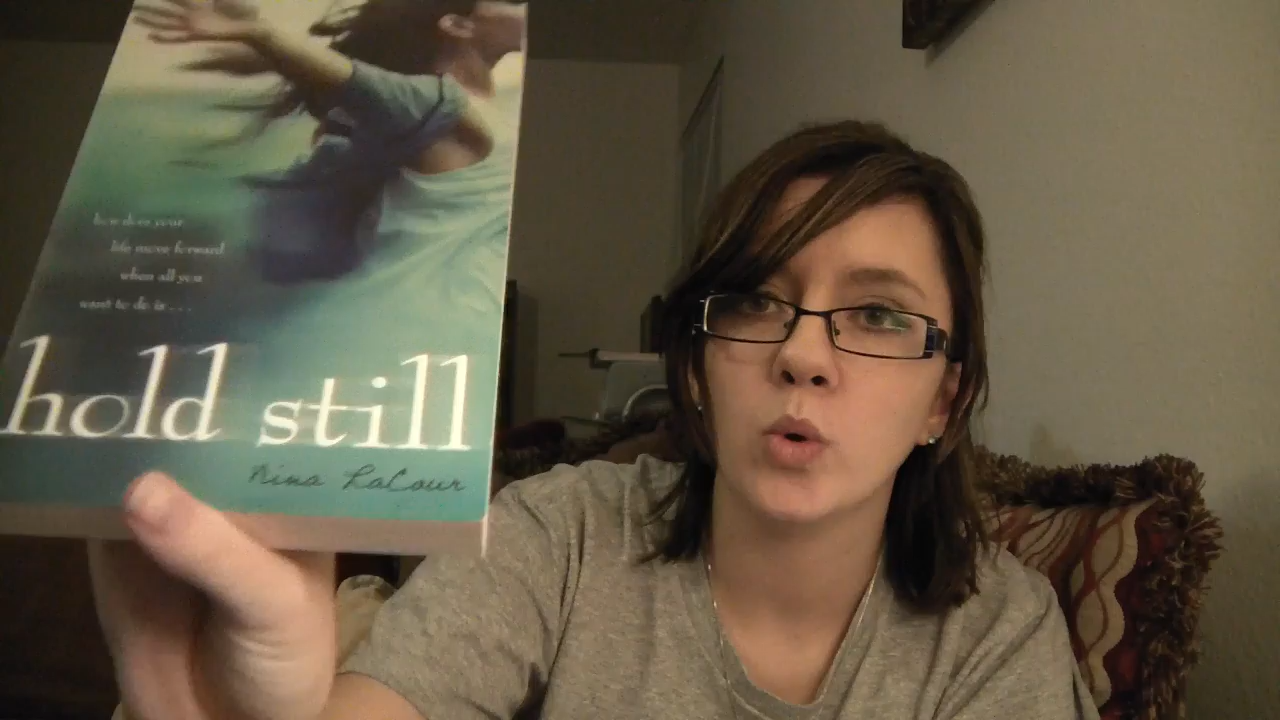 how does your
life move forward
when all you
want to do is . . .
hold still
Nina LaCour